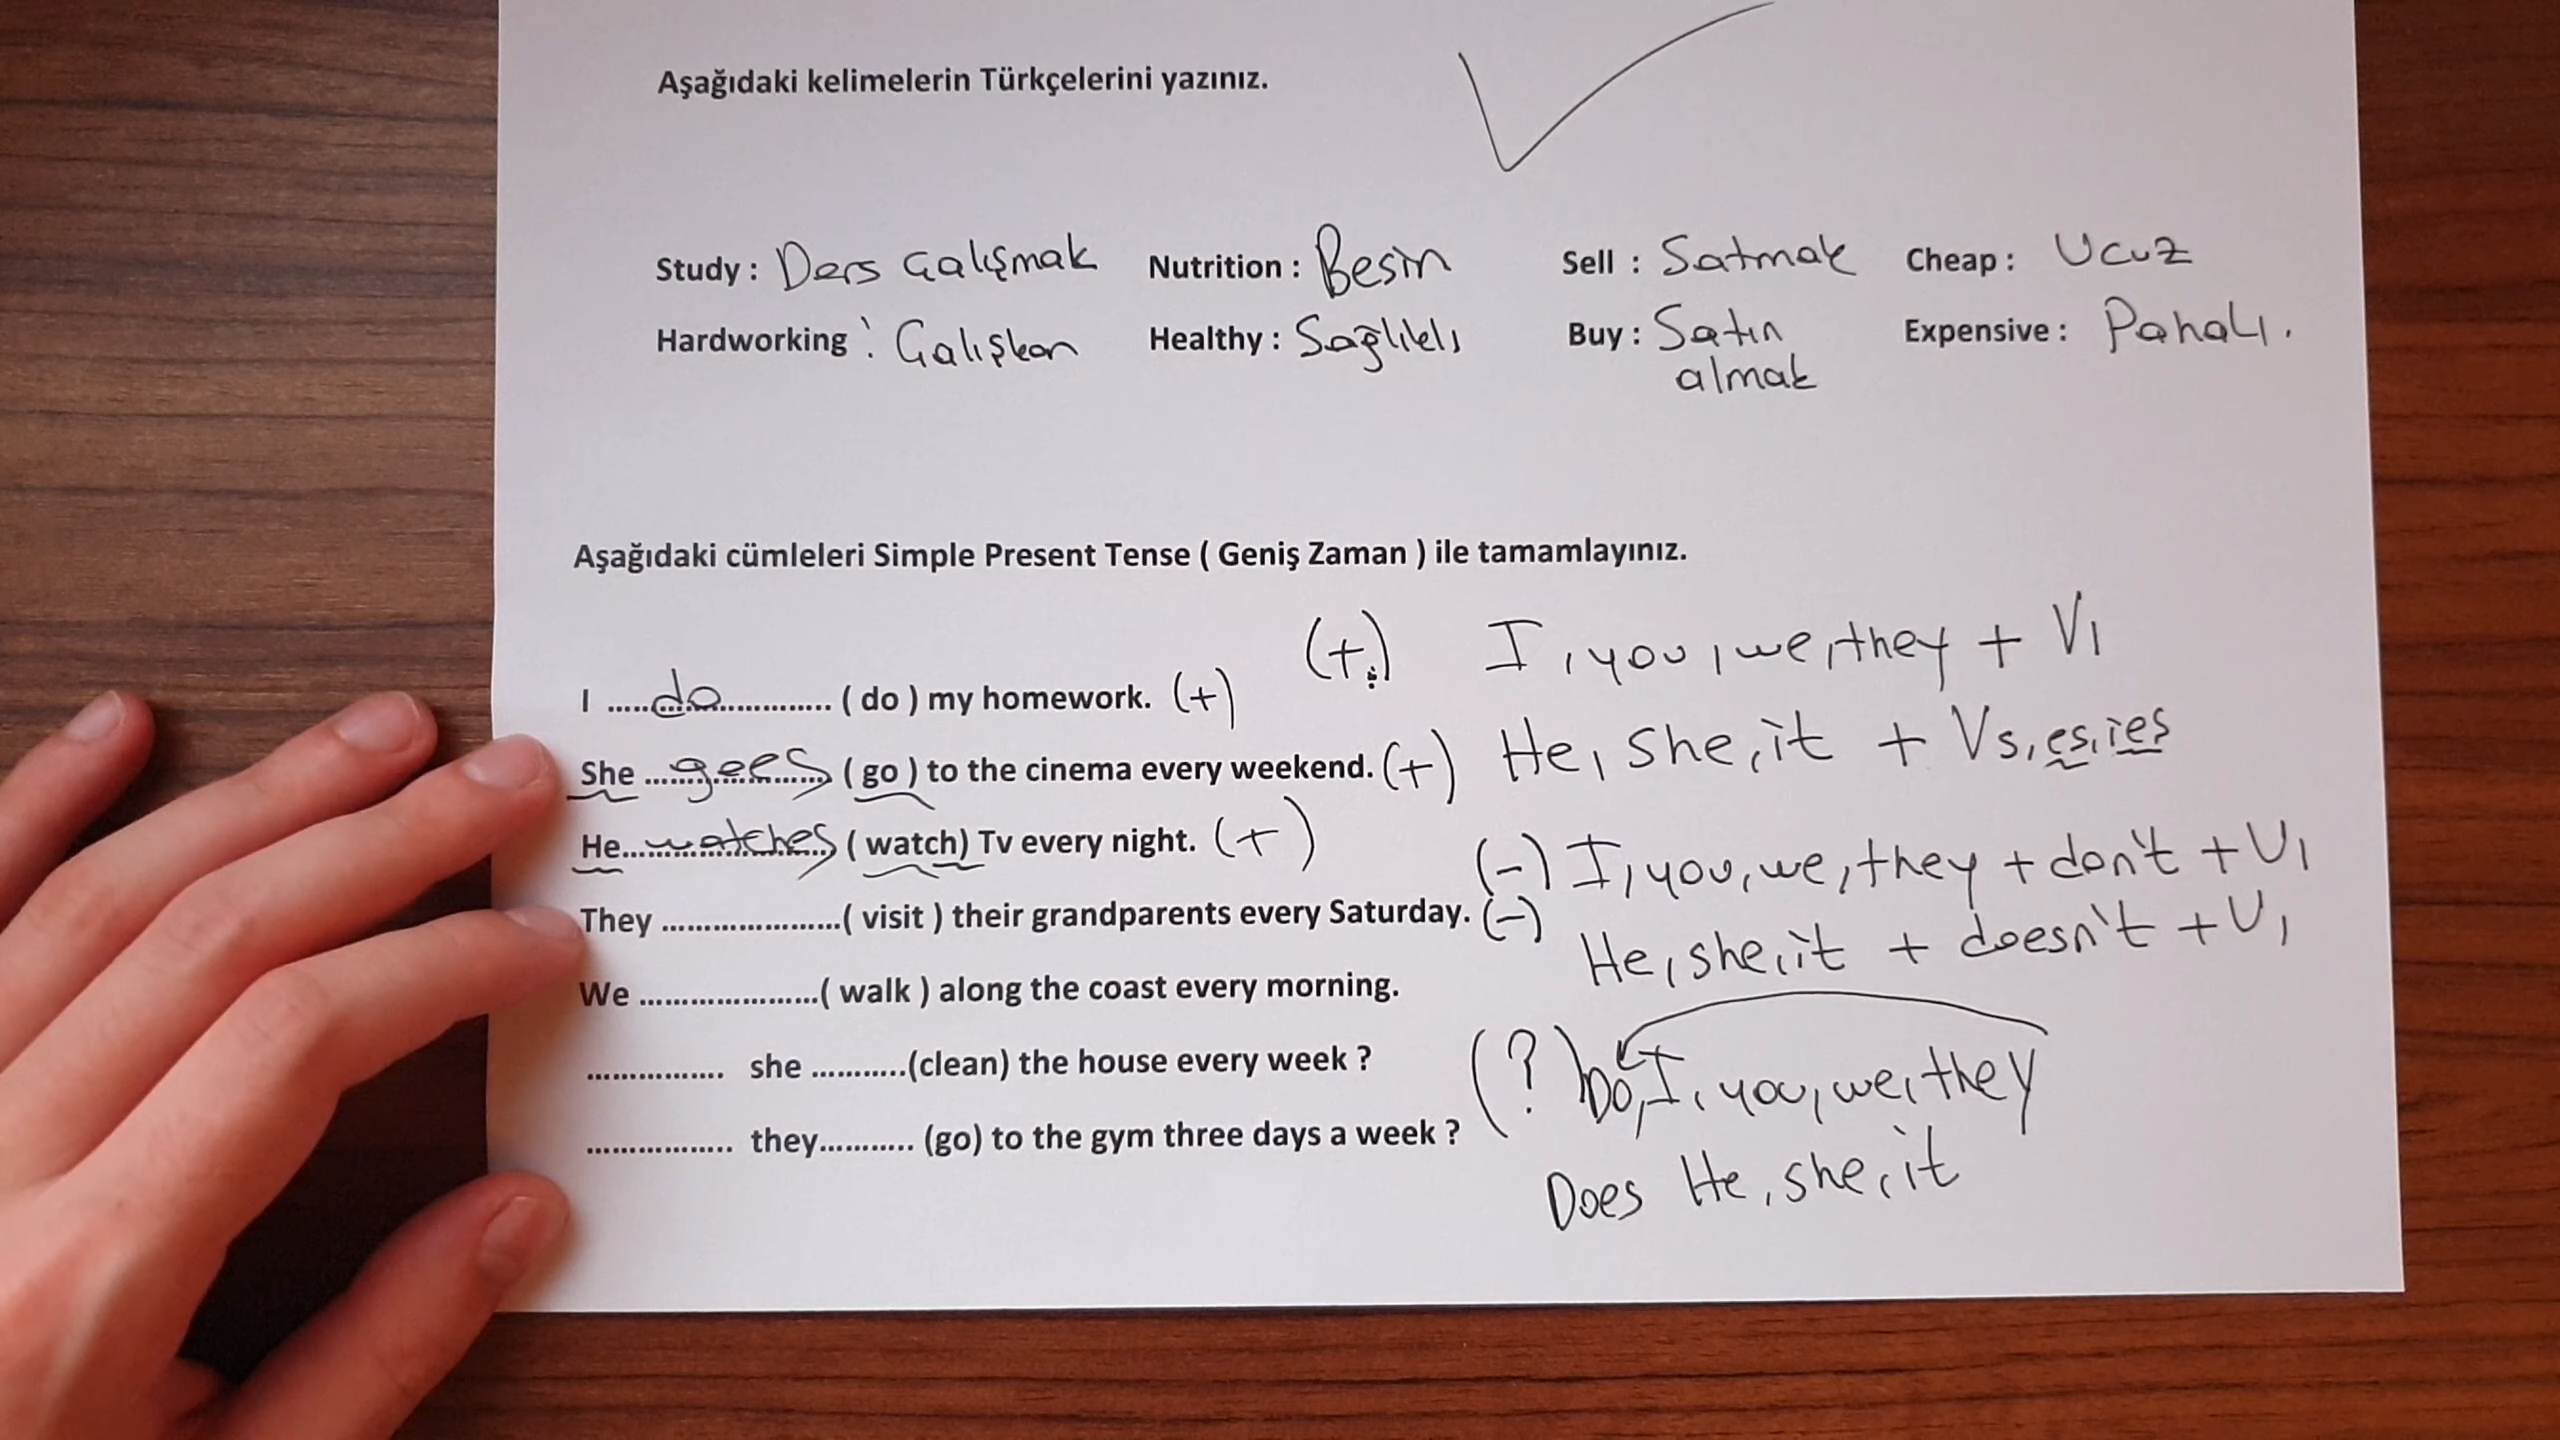 Aşağıdaki kelimelerin Türkçelerini yazınız.
Study : Ders Çalışmak Nutrition : Besin Sell : Satmak Cheap : Ucuz
Hardworking : Çalışkan Healthy : Sağlıklı Buy : Satın almak Expensive : Pahalı.
Aşağıdaki cümleleri Simple Present Tense ( Geniş Zaman ) ile tamamlayınız.
(+) I, you, we, they + V1
I .....do............... ( do ) my homework. (+)
He, she, it + Vs, es, ies
She .....goes............ ( go ) to the cinema every weekend. (+)
He...watches... ( watch) Tv every night. (+)
(-) I, you, we, they + don't + V1
They ......................( visit ) their grandparents every Saturday. (-)
He, she, it + doesn't + V1
We ......................( walk ) along the coast every morning.
................ she ...........(clean) the house every week ?
(?) Do, I, you, we, they
................. they........... (go) to the gym three days a week ?
Does He, she, it